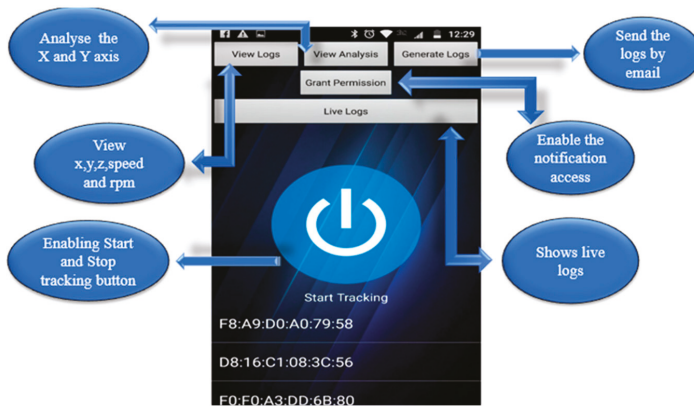 Analyse the
X and Y axis
View
x,y,z,speed
and rpm
Enabling Start
and Stop
tracking button
12:29
View Logs
View Analysis
Generate Logs
Grant Permission
Live Logs
Start Tracking
F8:A9:D0:A0:79:58
D8:16:C1:08:3C:56
F0:F0:A3:DD:6B:80
Send the
logs by
email
Enable the
notification
access
Shows live
logs